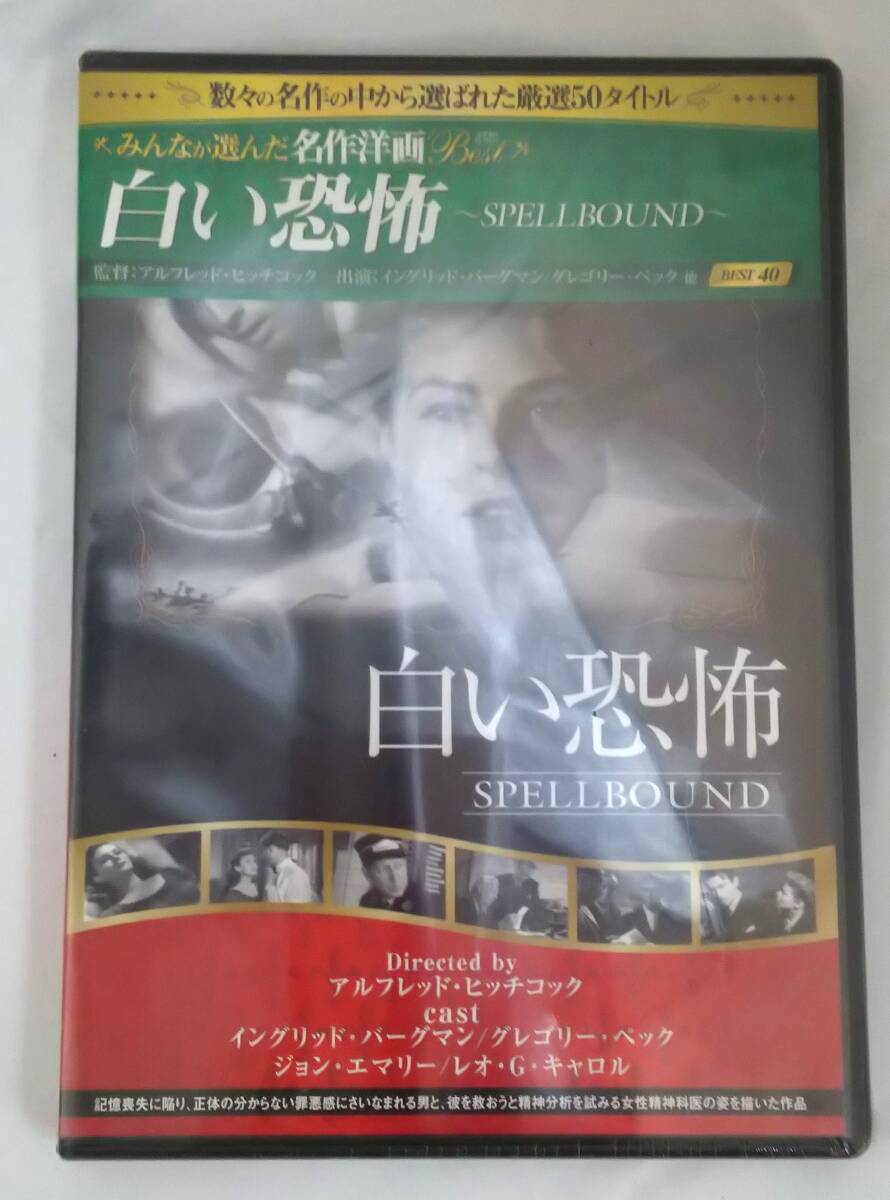 数々の名作の中から選ばれた厳選50タイトル
みんなが選んだ名作洋画Best
白い恐怖 ～SPELLBOUND～
監督:アルフレッド・ヒッチコック 出演:イングリッド・バーグマン/グレゴリー・ペック 他 BEST 40
白い恐怖
SPELLBOUND
Directed by
アルフレッド・ヒッチコック
cast
イングリッド・バーグマン/グレゴリー・ペック
ジョン・エマリー/レオ・G・キャロル
記憶喪失に陥り、正体の分からない罪悪感にさいなまれる男と、彼を救おうと精神分析を試みる女性精神科医の姿を描いた作品